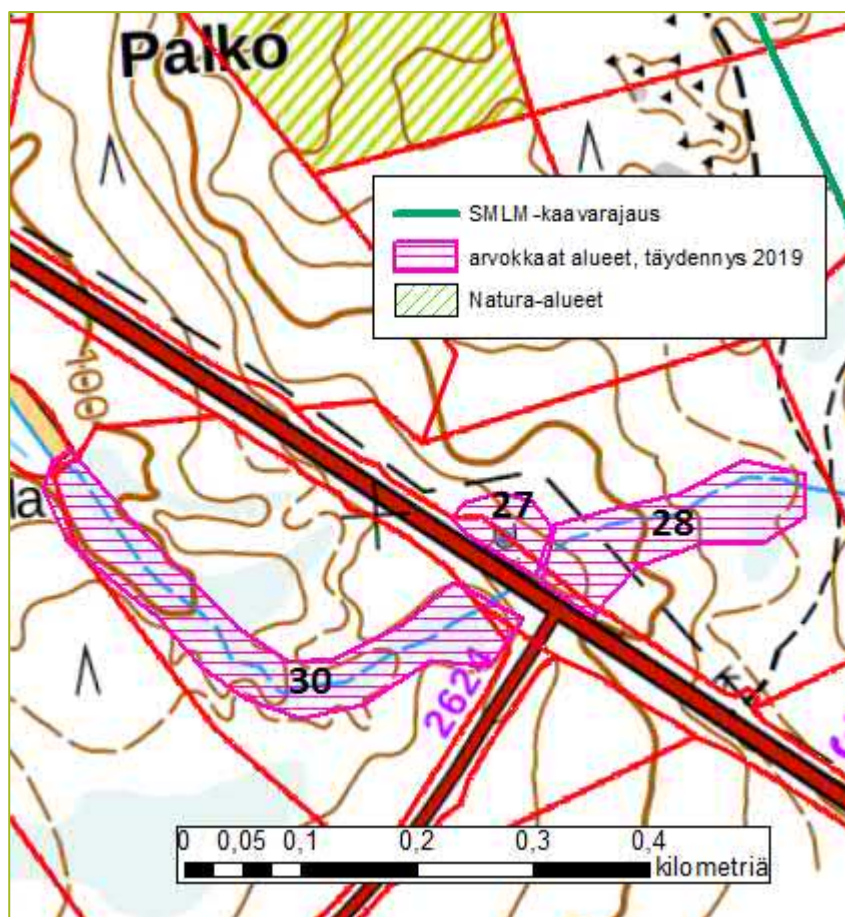 Palko
SMLM-kaavarajaus
arvokkaat alueet, täydennys 2019
Natura-alueet
100
la
27
28
30
2624
0 0,05 0,1 0,2 0,3 0,4
kilometriä